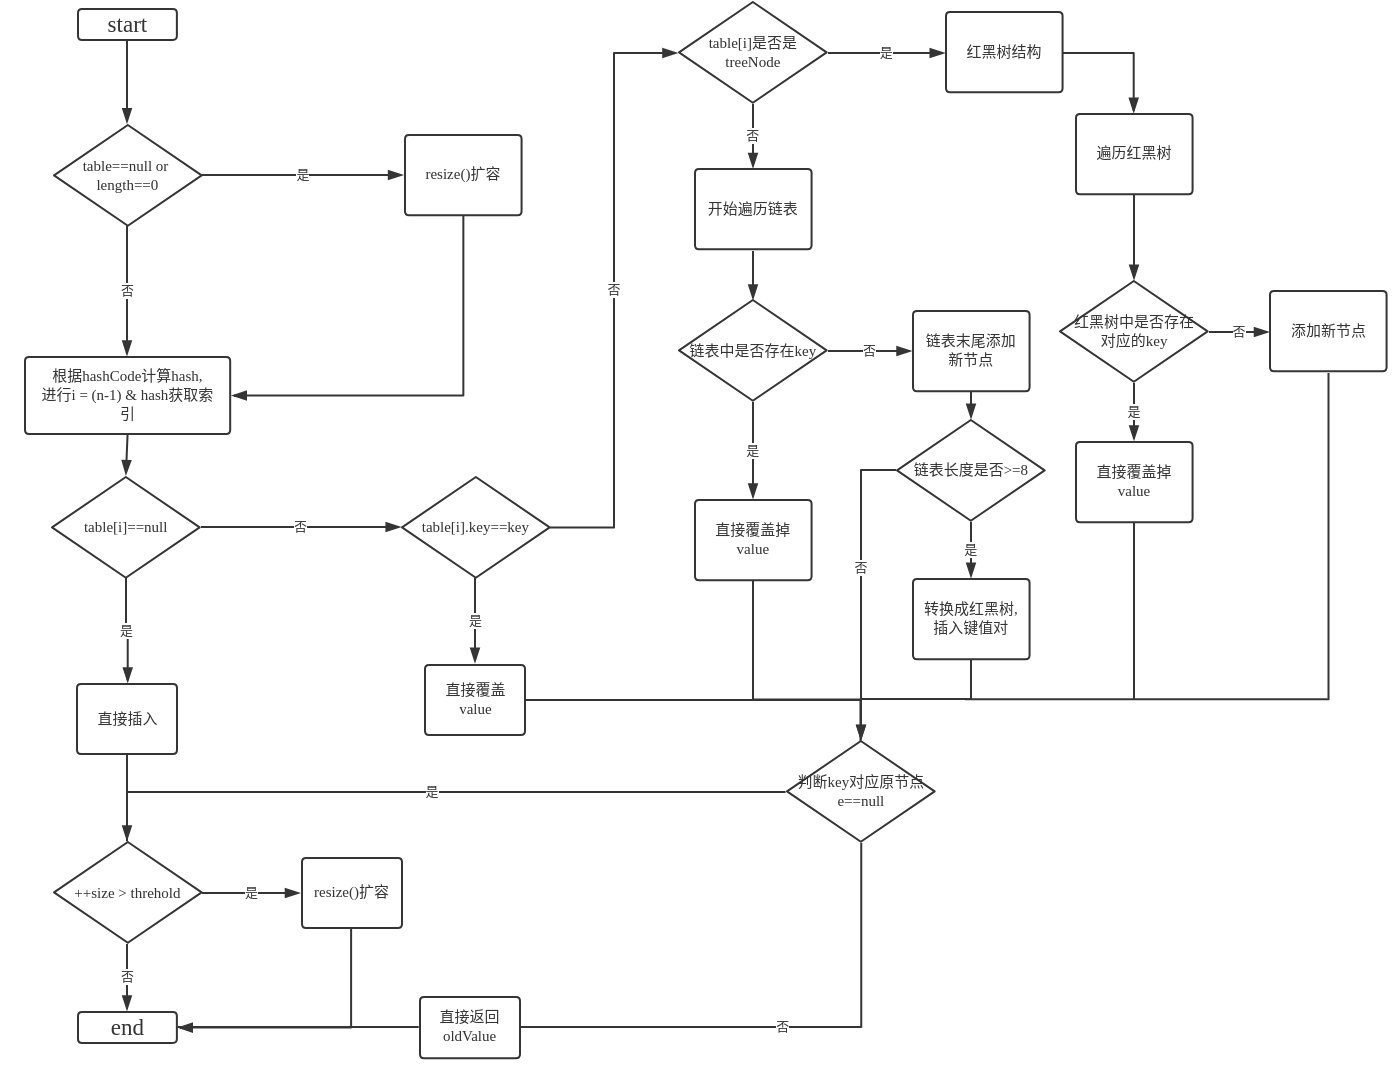 start
table==null or
length==0
是
resize()扩容
否
根据hashCode计算hash,
进行i = (n-1) & hash获取索
引
table[i]==null
否
table[i].key==key
否
是
直接插入
是
直接覆盖
value
table[i]是否是
treeNode
是
红黑树结构
否
开始遍历链表
遍历红黑树
链表中是否存在key
否
链表末尾添加
新节点
红黑树中是否存在
对应的key
否
添加新节点
是
直接覆盖掉
value
链表长度是否>=8
否
是
转换成红黑树,
插入键值对
是
直接覆盖掉
value
判断key对应原节点
e==null
是
++size > threhold
是
resize()扩容
否
end
直接返回
oldValue
否